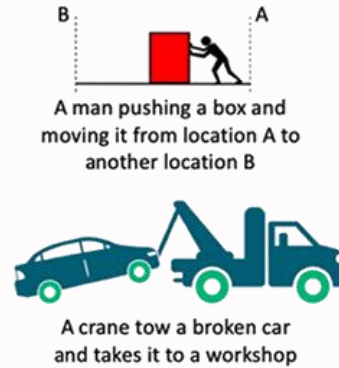 B A
A man pushing a box and
moving it from location A to
another location B
A crane tow a broken car
and takes it to a workshop